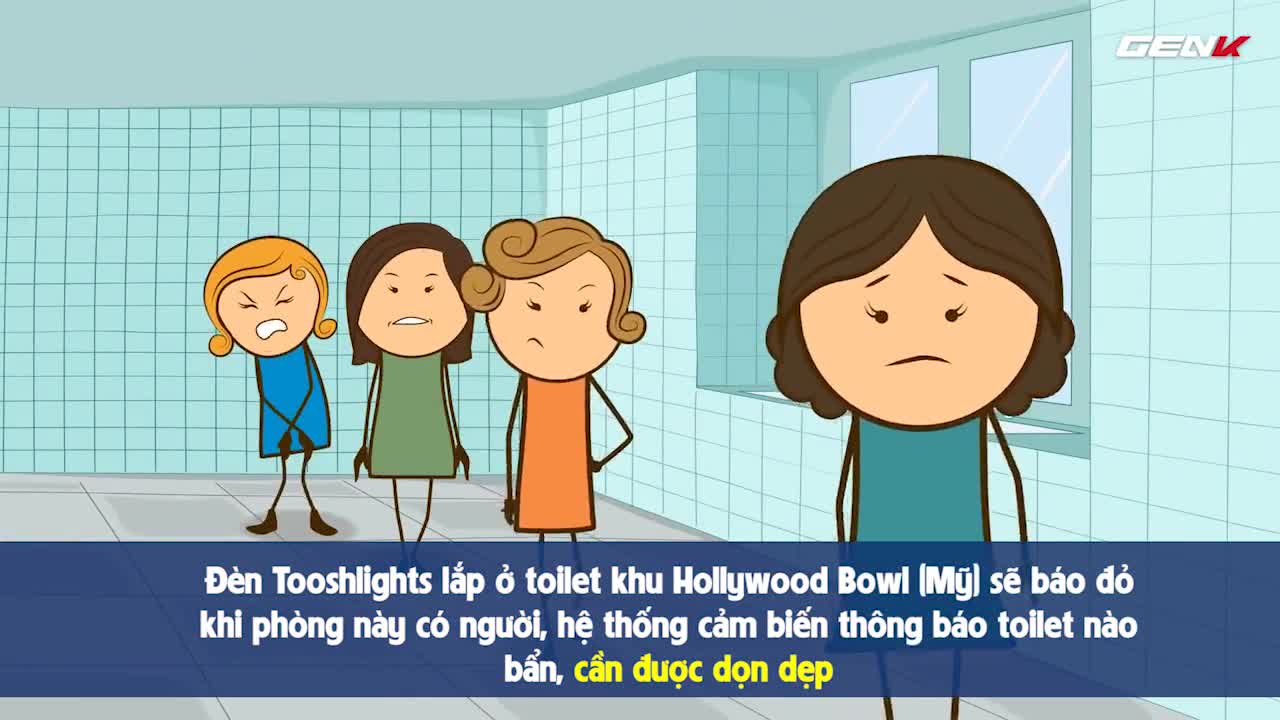 GENK
Đèn Tooshlights lắp ở toilet khu Hollywood Bowl (Mỹ) sẽ báo đỏ
khi phòng này có người, hệ thống cảm biến thông báo toilet nào
bẩn, cần được dọn dẹp